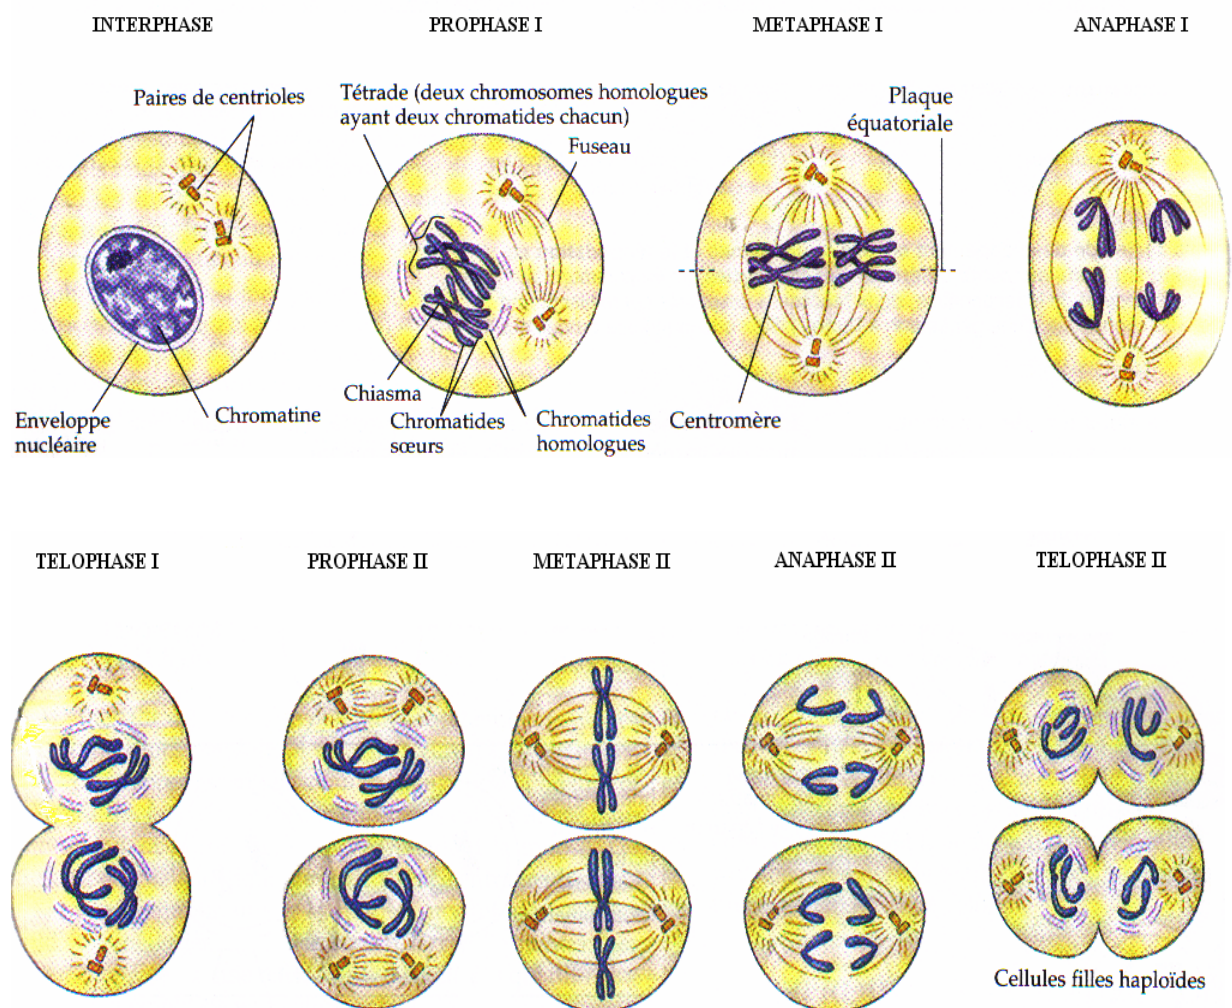 INTERPHASE
PROPHASE I
METAPHASE I
ANAPHASE I
Paires de centrioles
Tétrade (deux chromosomes homologues
ayant deux chromatides chacun)
Fuseau
Plaque
équatoriale
Enveloppe
nucléaire
Chromatine
Chiasma
Chromatides
sœurs
Chromatides
homologues
Centromère
TELOPHASE I
PROPHASE II
METAPHASE II
ANAPHASE II
TELOPHASE II
Cellules filles haploïdes